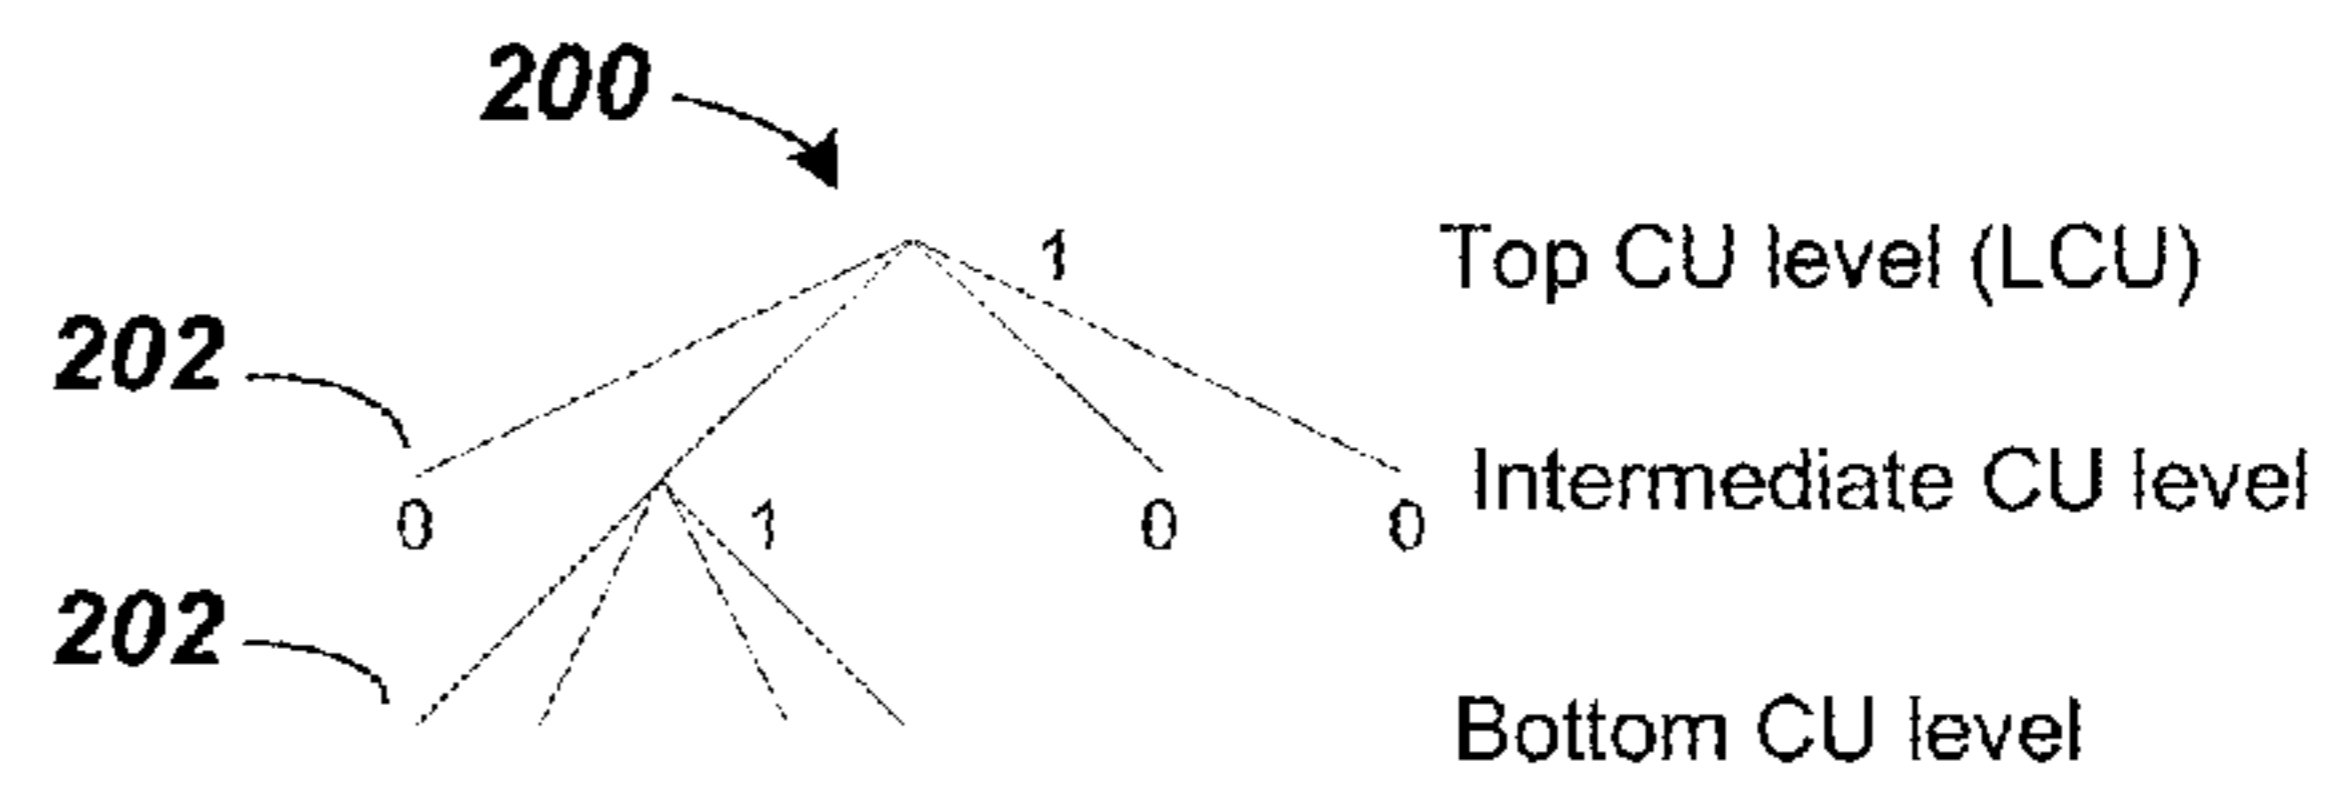 200
1 Top CU level (LCU)
202
0 1 0 0 Intermediate CU level
202
Bottom CU level